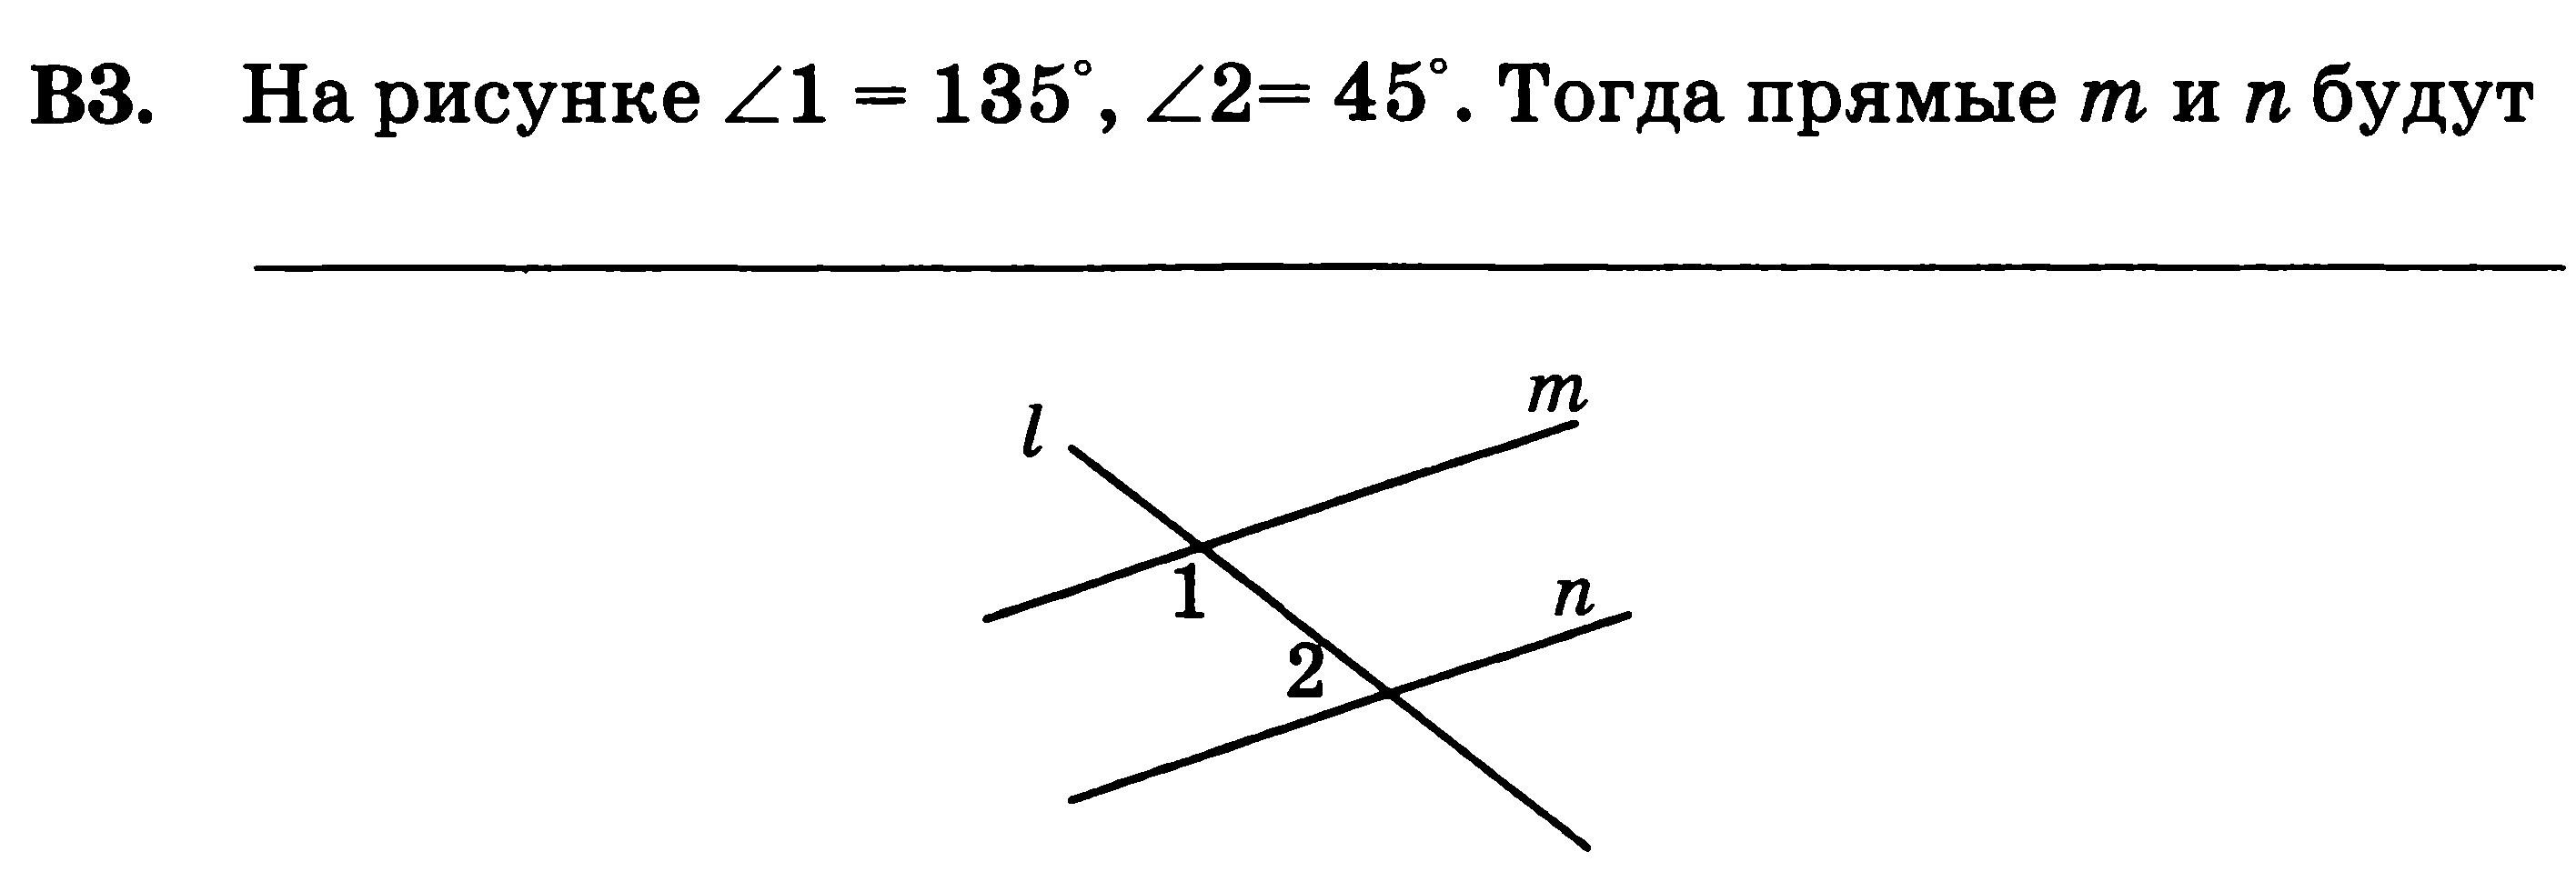 В3. На рисунке ∠1 = 135°, ∠2= 45°. Тогда прямые m и n будут
l
m
1
n
2